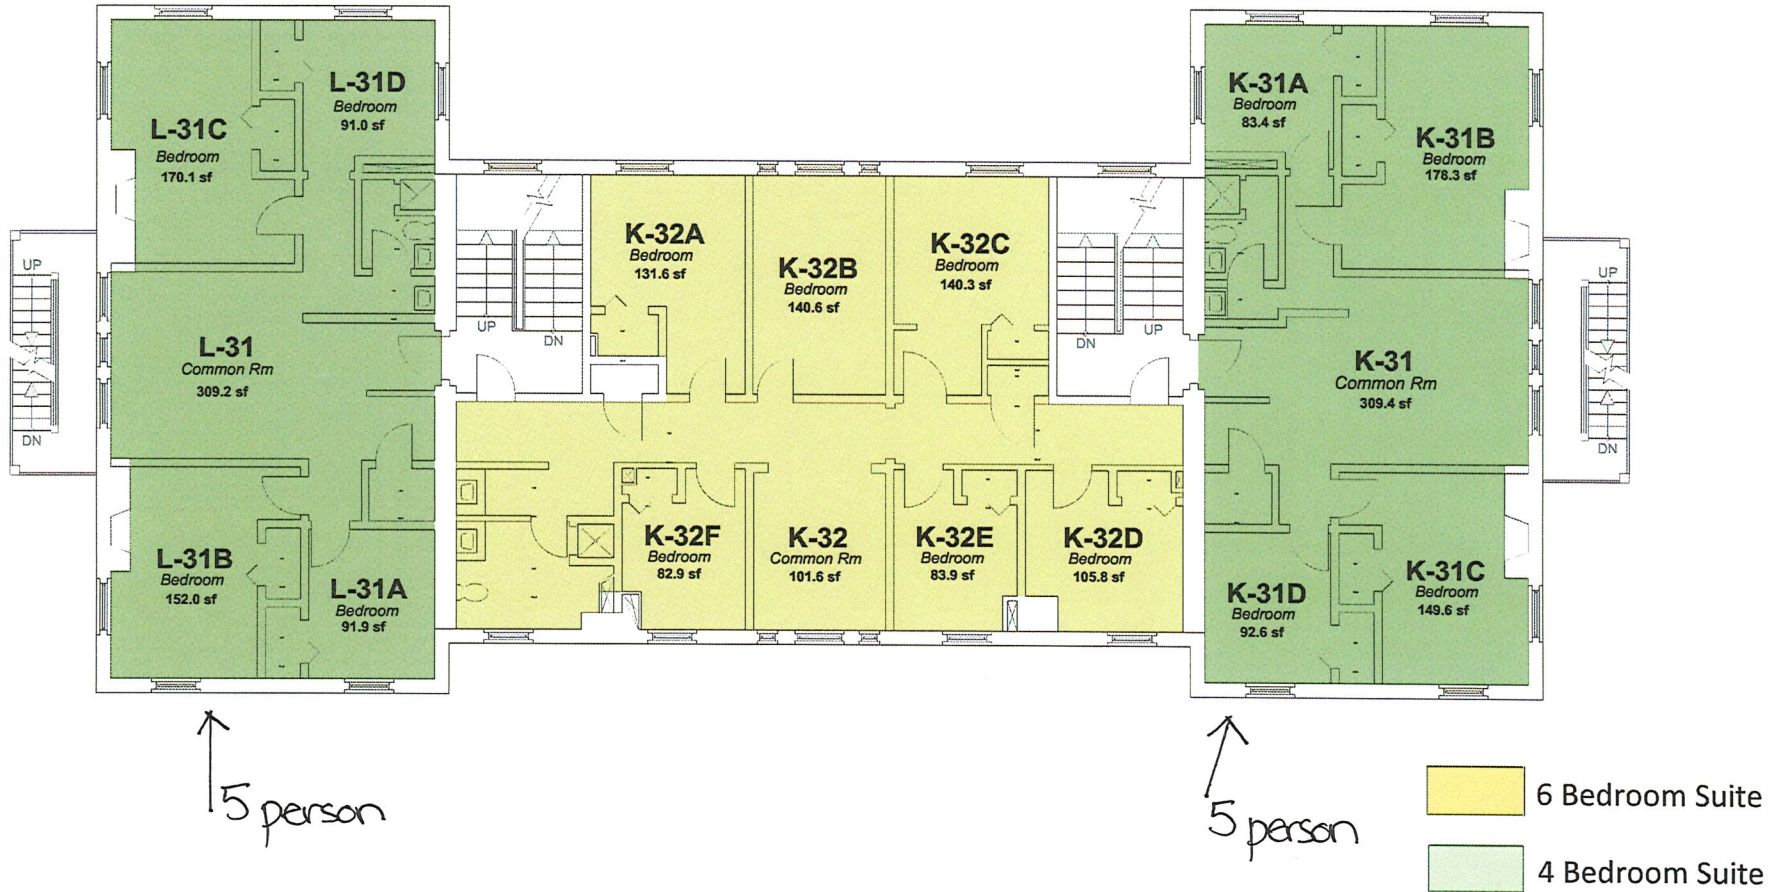 L-31C
Bedroom
170.1 sf
L-31D
Bedroom
91.0 sf
L-31
Common Rm
309.2 sf
L-31B
Bedroom
152.0 sf
L-31A
Bedroom
91.9 sf
UP
DN
UP
DN
K-32A
Bedroom
131.6 sf
K-32B
Bedroom
140.6 sf
K-32C
Bedroom
140.3 sf
K-32F
Bedroom
82.9 sf
K-32
Common Rm
101.6 sf
K-32E
Bedroom
83.9 sf
K-32D
Bedroom
105.8 sf
DN
UP
K-31A
Bedroom
83.4 sf
K-31B
Bedroom
178.3 sf
K-31
Common Rm
309.4 sf
K-31D
Bedroom
92.6 sf
K-31C
Bedroom
149.6 sf
UP
DN
5 person
5 person
6 Bedroom Suite
4 Bedroom Suite